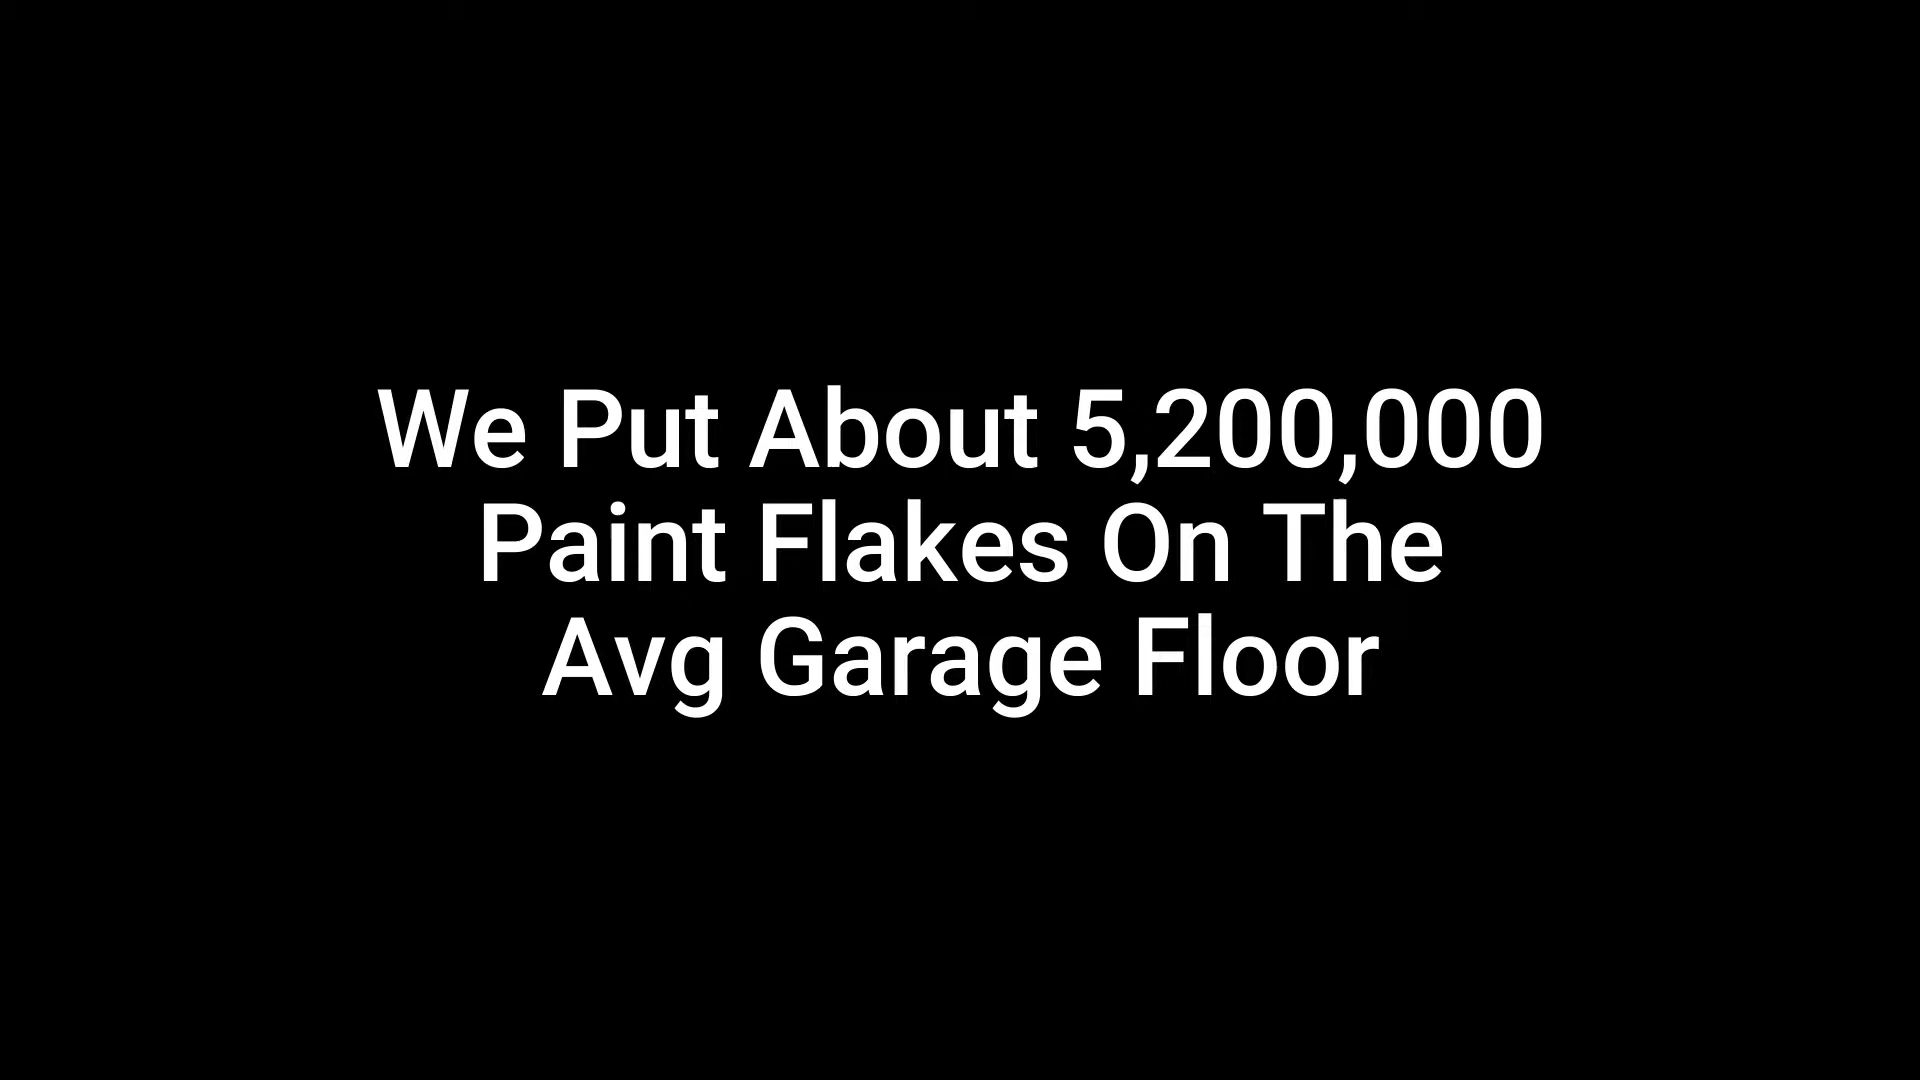 We Put About 5,200,000
Paint Flakes On The
Avg Garage Floor